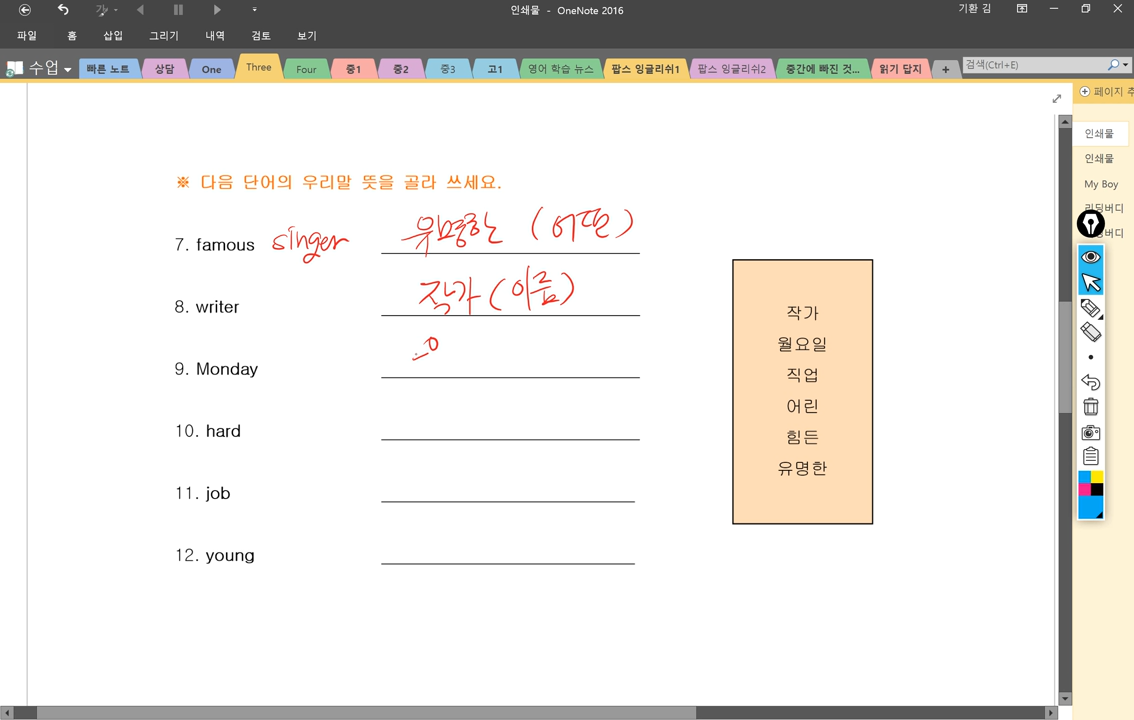 인쇄물 - OneNote 2016
기환 김
파일 홈 삽입 그리기 내역 검토 보기
수업 빠른 노트 상담 One Three Four 중1 중2 중3 고1 영어 학습 뉴스 팝스 잉글리쉬1 팝스 잉글리쉬2 중간에 빠진 것... 읽기 답지 + 검색(Ctrl+E)
페이지 추
인쇄물
인쇄물
My Boy
리딩버디
버디
※ 다음 단어의 우리말 뜻을 골라 쓰세요.
7. famous singer 유명한 (어떤)
8. writer 작가 (이름)
9. Monday
10. hard
11. job
12. young
작가
월요일
직업
어린
힘든
유명한